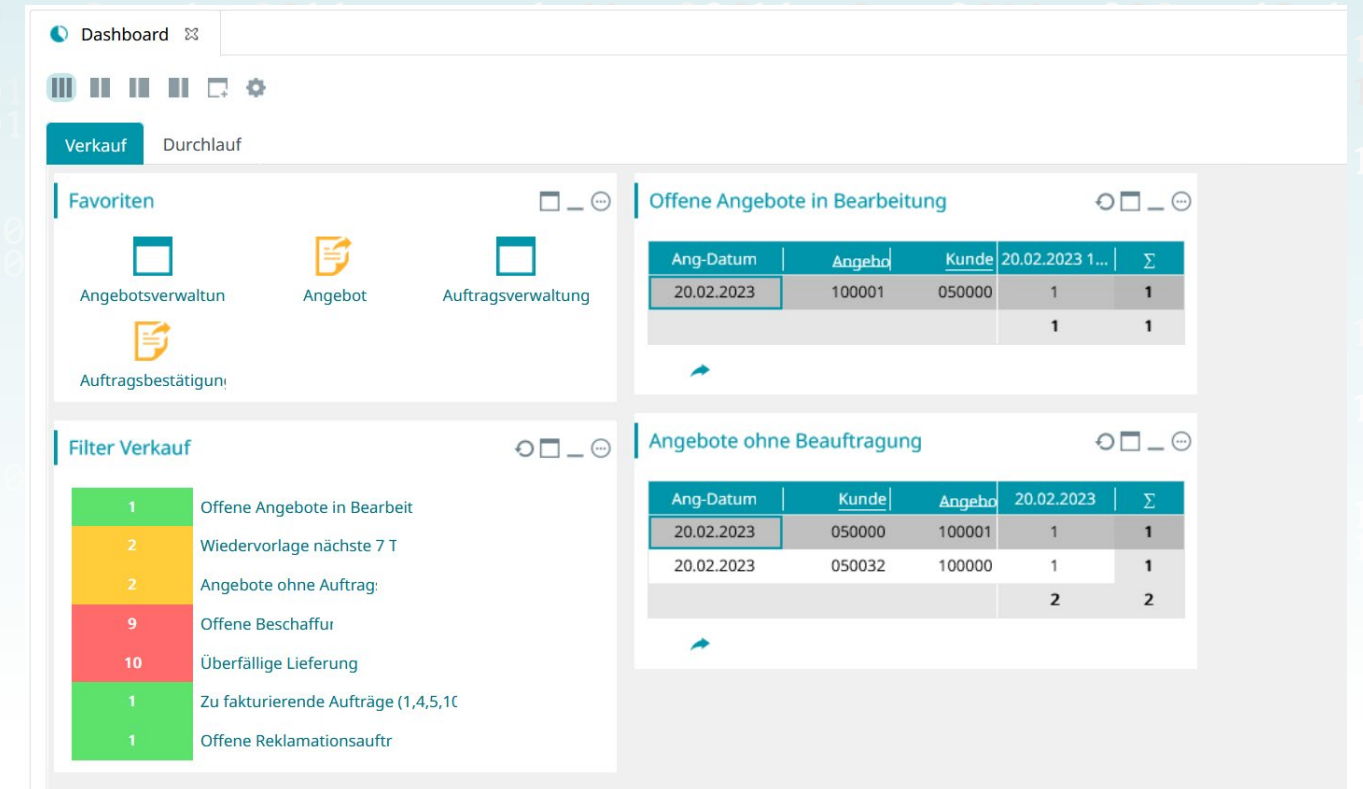 Dashboard
Verkauf Durchlauf
Favoriten
Angebotsverwaltun Angebot Auftragsverwaltung
Auftragsbestätigun
Filter Verkauf
1 Offene Angebote in Bearbeit
2 Wiedervorlage nächste 7 T
2 Angebote ohne Auftrag
9 Offene Beschaffu
10 Überfällige Lieferung
1 Zu fakturierende Aufträge (1,4,5,10
1 Offene Reklamationsauftr
Offene Angebote in Bearbeitung
Ang-Datum Angebo Kunde 20.02.2023 1... Σ
20.02.2023 100001 050000 1 1
1 1
Angebote ohne Beauftragung
Ang-Datum Kunde Angebo 20.02.2023 Σ
20.02.2023 050000 100001 1 1
20.02.2023 050032 100000 1 1
2 2